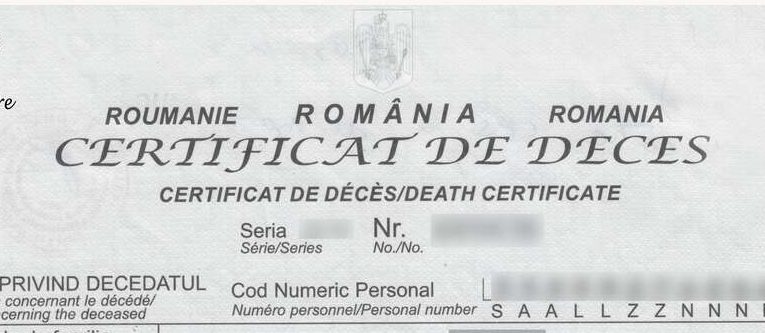 re
ROUMANIE ROMÂNIA ROMANIA
CERTIFICAT DE DECES
CERTIFICAT DE DÉCÈS/DEATH CERTIFICATE
Seria Nr.
Série/Series No./No.
PRIVIND DECEDATUL Cod Numeric Personal
concernant le décédé/ Numéro personnel/Personal number S A A L L Z Z N N N
cerning the deceased